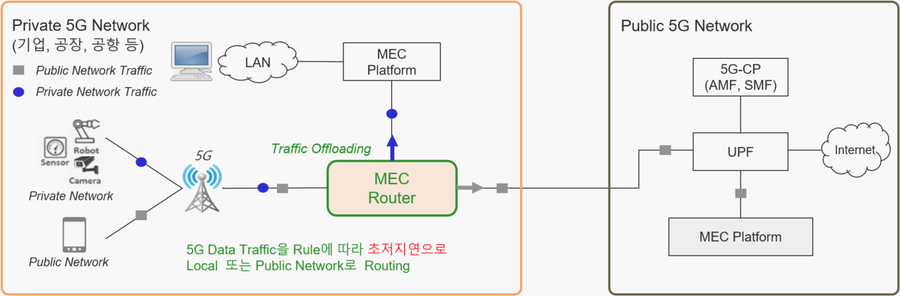 Private 5G Network
(기업, 공장, 공항 등)
Public Network Traffic
Private Network Traffic
LAN
MEC
Platform
Traffic Offloading
Sensor
Robot
Camera
Private Network
Public Network
5G
MEC
Router
5G Data Traffic을 Rule에 따라 초저지연으로
Local 또는 Public Network로 Routing
Public 5G Network
5G-CP
(AMF, SMF)
UPF
Internet
MEC Platform